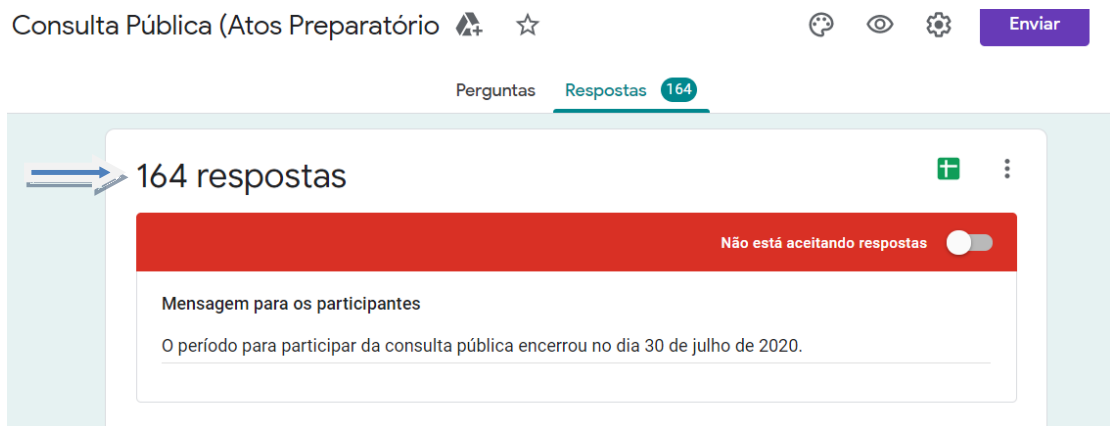 Consulta Pública (Atos Preparatório
Enviar
Perguntas Respostas 164
164 respostas
Não está aceitando respostas
Mensagem para os participantes
O período para participar da consulta pública encerrou no dia 30 de julho de 2020.